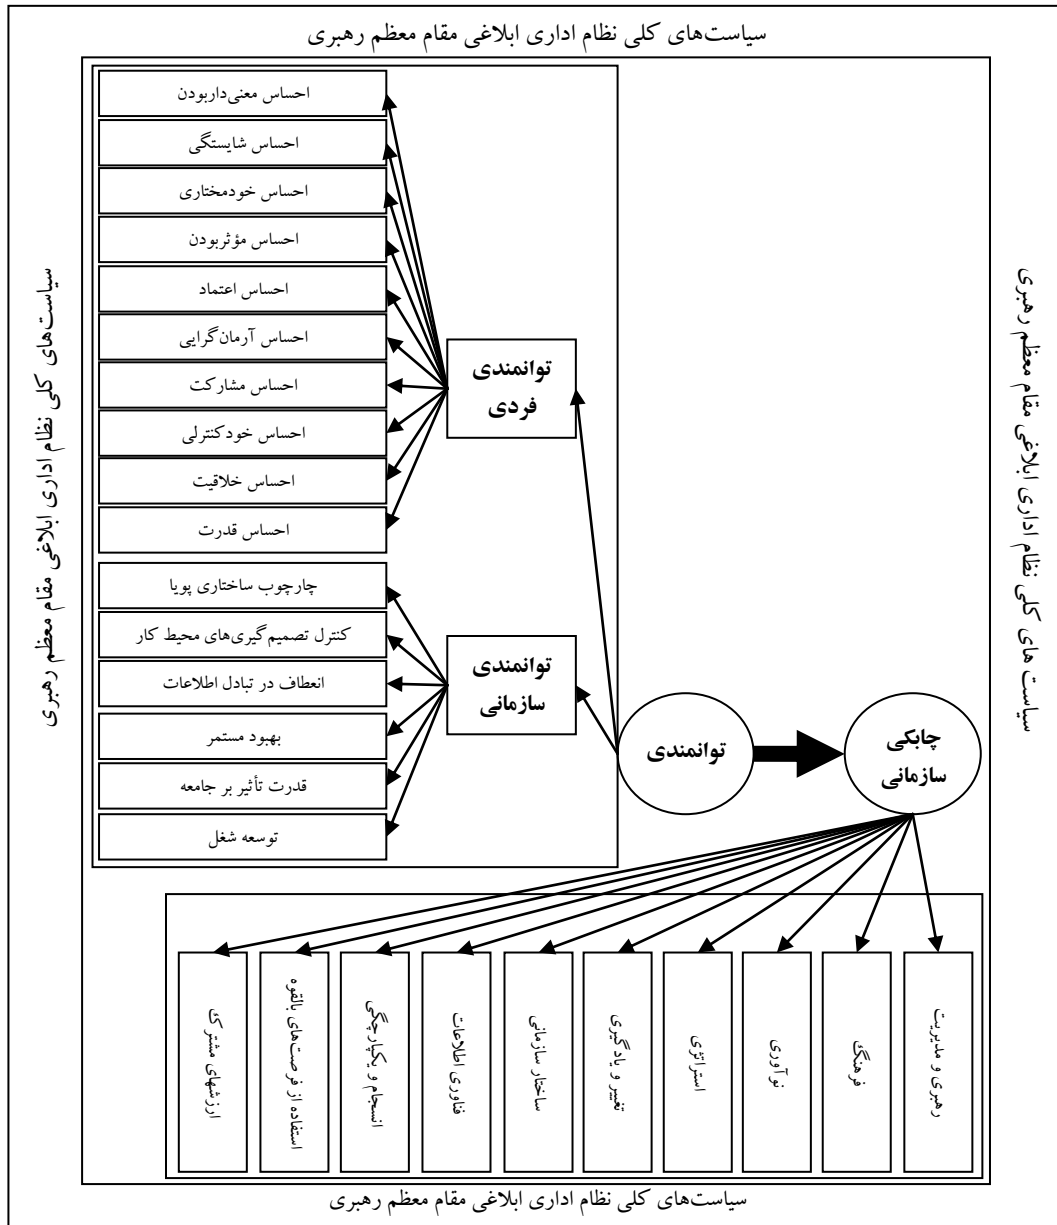 سیاست‌های کلی نظام اداری ابلاغی مقام معظم رهبری
سیاست های کلی نظام اداری ابلاغی مقام معظم رهبری
سیاست‌های کلی نظام اداری ابلاغی مقام معظم رهبری
احساس معنی‌داربودن
احساس شایستگی
احساس خودمختاری
احساس مؤثربودن
احساس اعتماد
احساس آرمان‌گرایی
احساس مشارکت
احساس خودکنترلی
احساس خلاقیت
احساس قدرت
توانمندی
فردی
چارچوب ساختاری پویا
کنترل تصمیم‌گیری‌های محیط کار
انعطاف در تبادل اطلاعات
بهبود مستمر
قدرت تأثیر بر جامعه
توسعه شغل
توانمندی
سازمانی
توانمندی
چابکی
سازمانی
رهبری و مدیریت
فرهنگ
نوآوری
استراتژی
تغییر و یادگیری
ساختار سازمانی
فناوری اطلاعات
انسجام و یکپارچگی
استفاده از فرصت‌های بالقوه
ارزشهای مشترک
سیاست‌های کلی نظام اداری ابلاغی مقام معظم رهبری